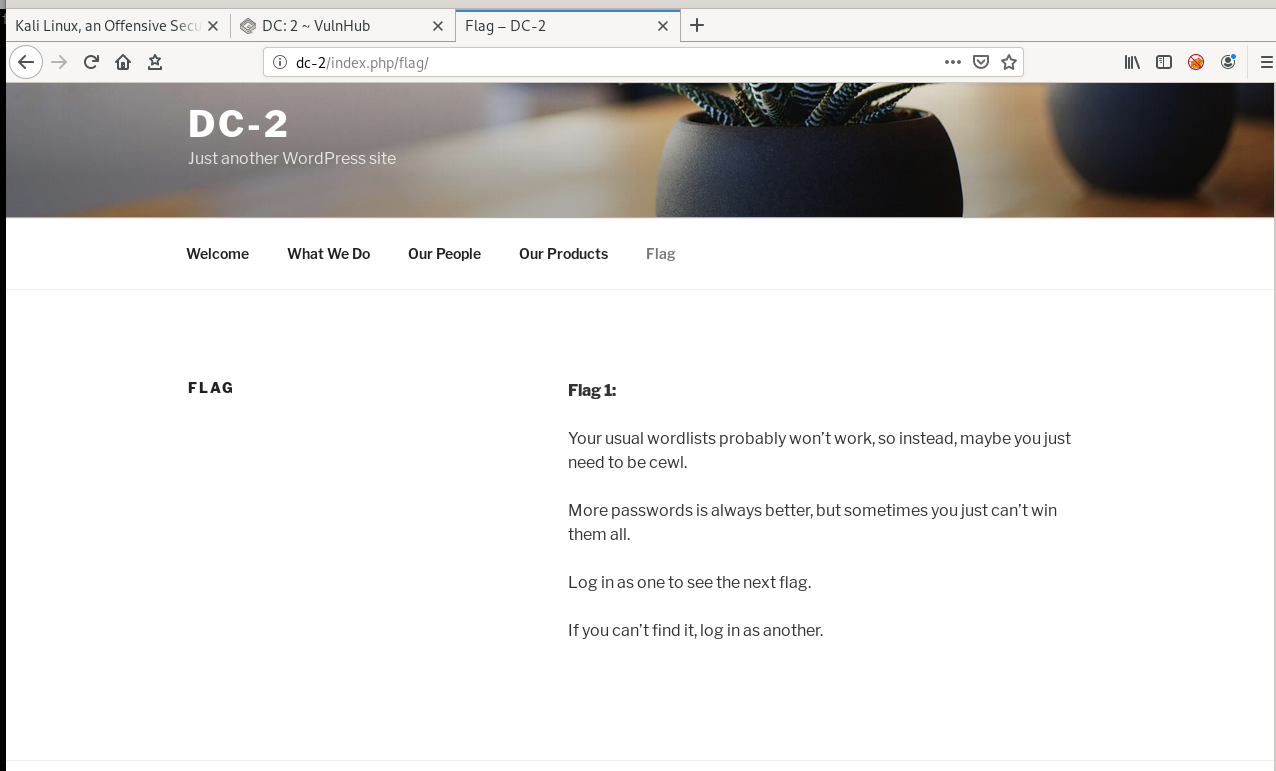 Kali Linux, an Offensive Secu
DC: 2 ~ VulnHub
Flag – DC-2
dc-2/index.php/flag/
DC-2
Just another WordPress site
Welcome What We Do Our People Our Products Flag
FLAG
Flag 1:
Your usual wordlists probably won’t work, so instead, maybe you just
need to be cewl.
More passwords is always better, but sometimes you just can’t win
them all.
Log in as one to see the next flag.
If you can’t find it, log in as another.